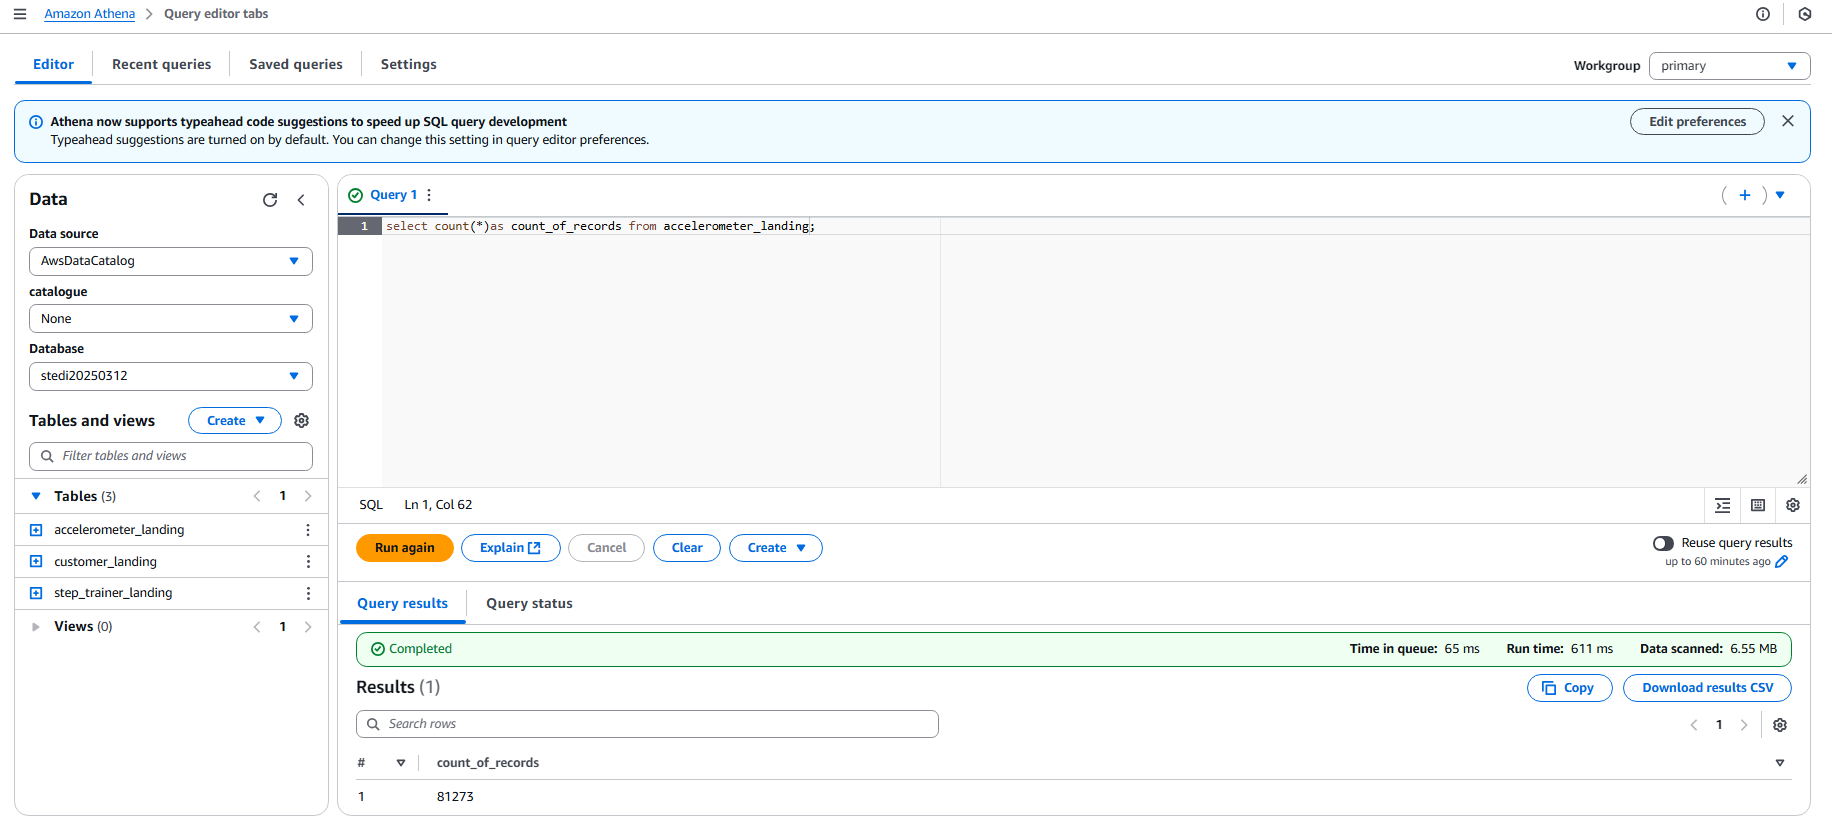 Amazon Athena > Query editor tabs
Editor Recent queries Saved queries Settings
Workgroup primary
Athena now supports typeahead code suggestions to speed up SQL query development
Typeahead suggestions are turned on by default. You can change this setting in query editor preferences.
Edit preferences
Data
Data source
AwsDataCatalog
catalogue
None
Database
stedi20250312
Tables and views Create
Filter tables and views
Tables (3) 1
accelerometer_landing
customer_landing
step_trainer_landing
Views (0) 1
Query 1
1 select count(*)as count_of_records from accelerometer_landing;
SQL Ln 1, Col 62
Run again Explain Cancel Clear Create
Reuse query results
up to 60 minutes ago
Query results Query status
Completed Time in queue: 65 ms Run time: 611 ms Data scanned: 6.55 MB
Results (1) Copy Download results CSV
Search rows 1
# count_of_records
1 81273